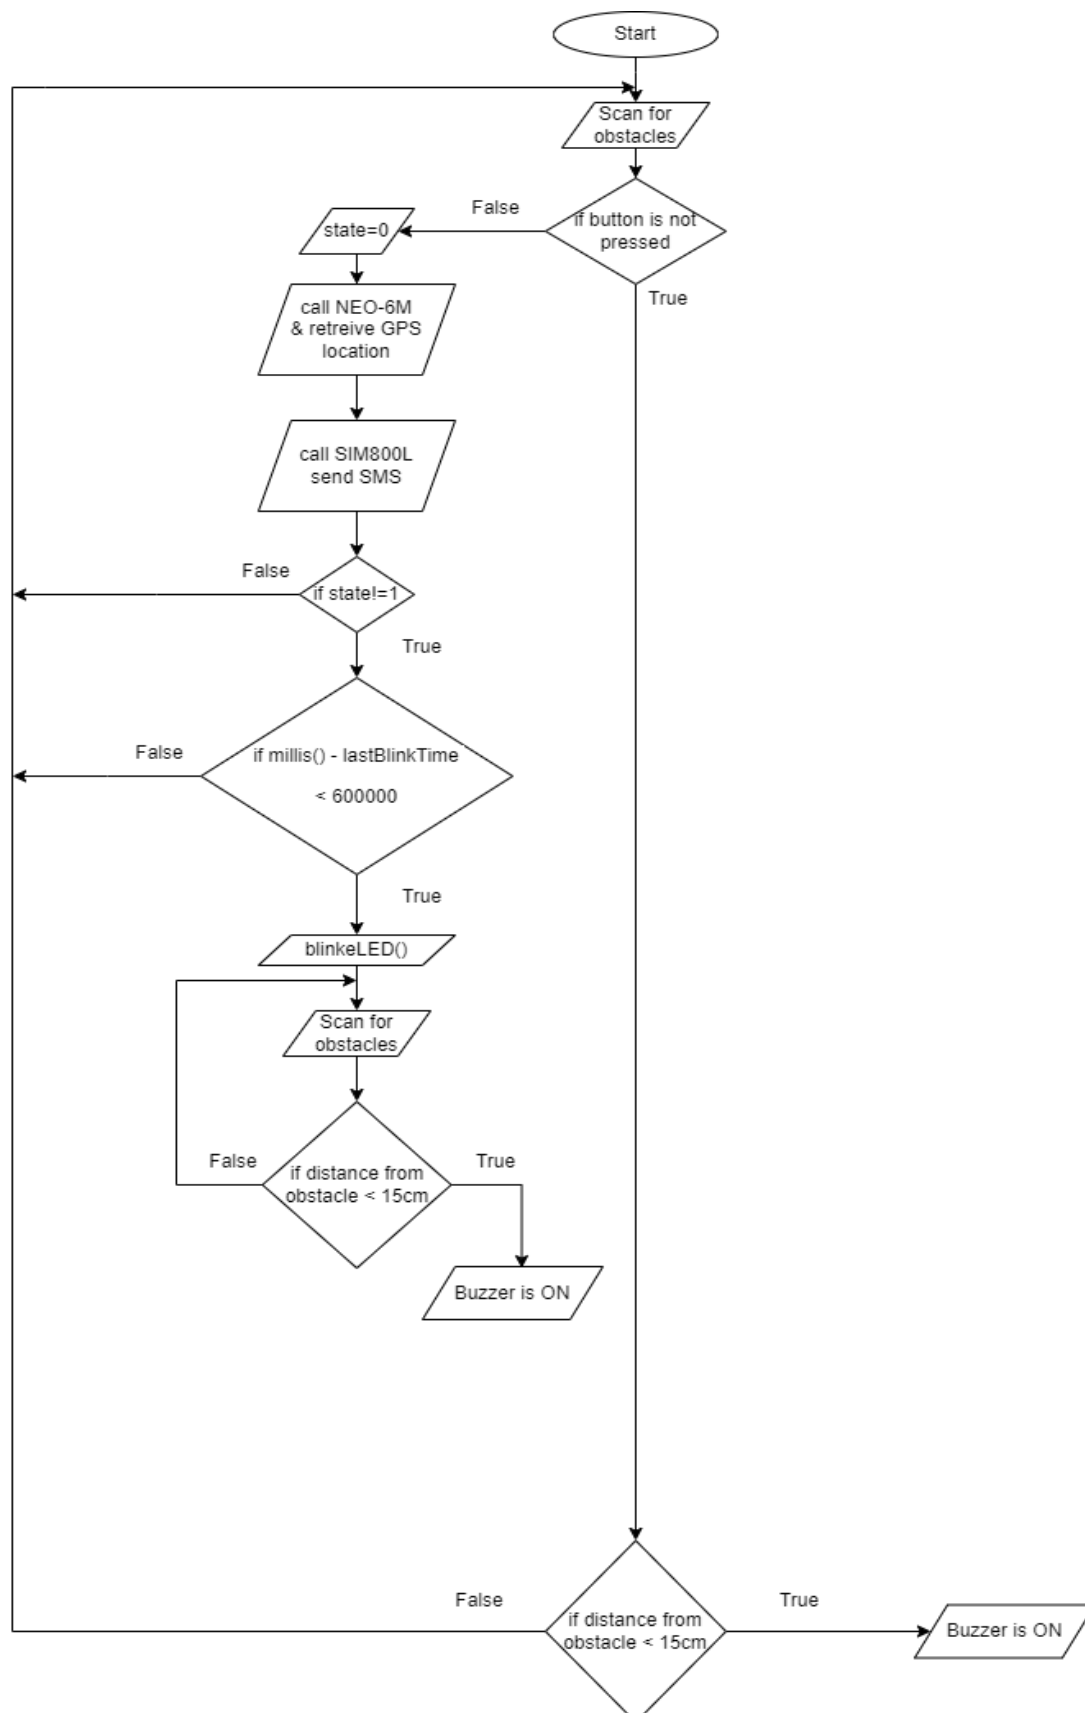 Start
Scan for
obstacles
if button is not
pressed
False
True
state=0
call NEO-6M
& retreive GPS
location
call SIM800L
send SMS
if state!=1
False
True
if millis() - lastBlinkTime
< 600000
False
True
blinkeLED()
Scan for
obstacles
if distance from
obstacle < 15cm
False
True
Buzzer is ON
if distance from
obstacle < 15cm
False
True
Buzzer is ON